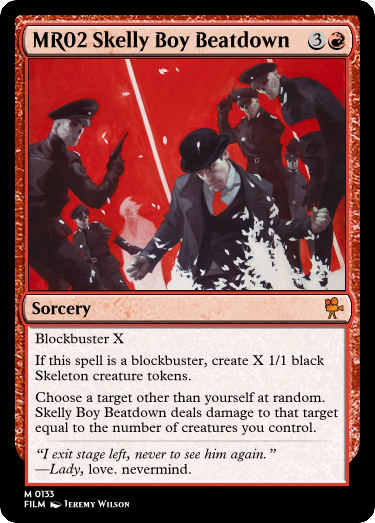 MR02 Skelly Boy Beatdown 3
Sorcery
Blockbuster X
If this spell is a blockbuster, create X 1/1 black
Skeleton creature tokens.
Choose a target other than yourself at random.
Skelly Boy Beatdown deals damage to that target
equal to the number of creatures you control.
“I exit stage left, never to see him again.”
—Lady, love. nevermind.
M 0133
FILM Jeremy Wilson